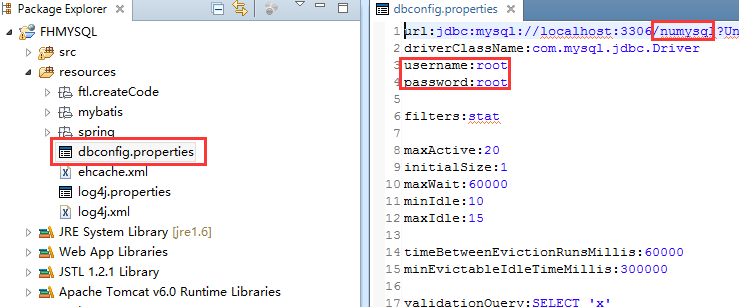 Package Explorer
FHMYSQL
src
resources
ftl.createCode
mybatis
spring
dbconfig.properties
ehcache.xml
log4j.properties
log4j.xml
JRE System Library [jre1.6]
Web App Libraries
JSTL 1.2.1 Library
Apache Tomcat v6.0 Runtime Libraries
dbconfig.properties
1 url:jdbc:mysql://localhost:3306/numysql?Un
2 driverClassName:com.mysql.jdbc.Driver
3 username:root
4 password:root
5
6 filters:stat
7
8 maxActive:20
9 initialSize:1
10 maxWait:60000
11 minIdle:10
12 maxIdle:15
13
14 timeBetweenEvictionRunsMillis:60000
15 minEvictableIdleTimeMillis:300000
16
17 validationQuery:SELECT 'x'